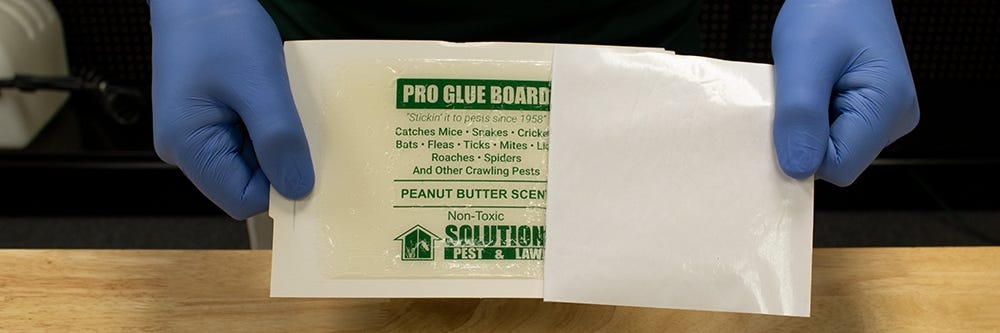 PRO GLUE BOARD
"Stickin' it to pests since 1958"
Catches Mice • Snakes • Cricke
Bats • Fleas • Ticks • Mites • Li
Roaches • Spiders
And Other Crawling Pests
PEANUT BUTTER SCEN
Non-Toxic
SOLUTION
PEST & LAW